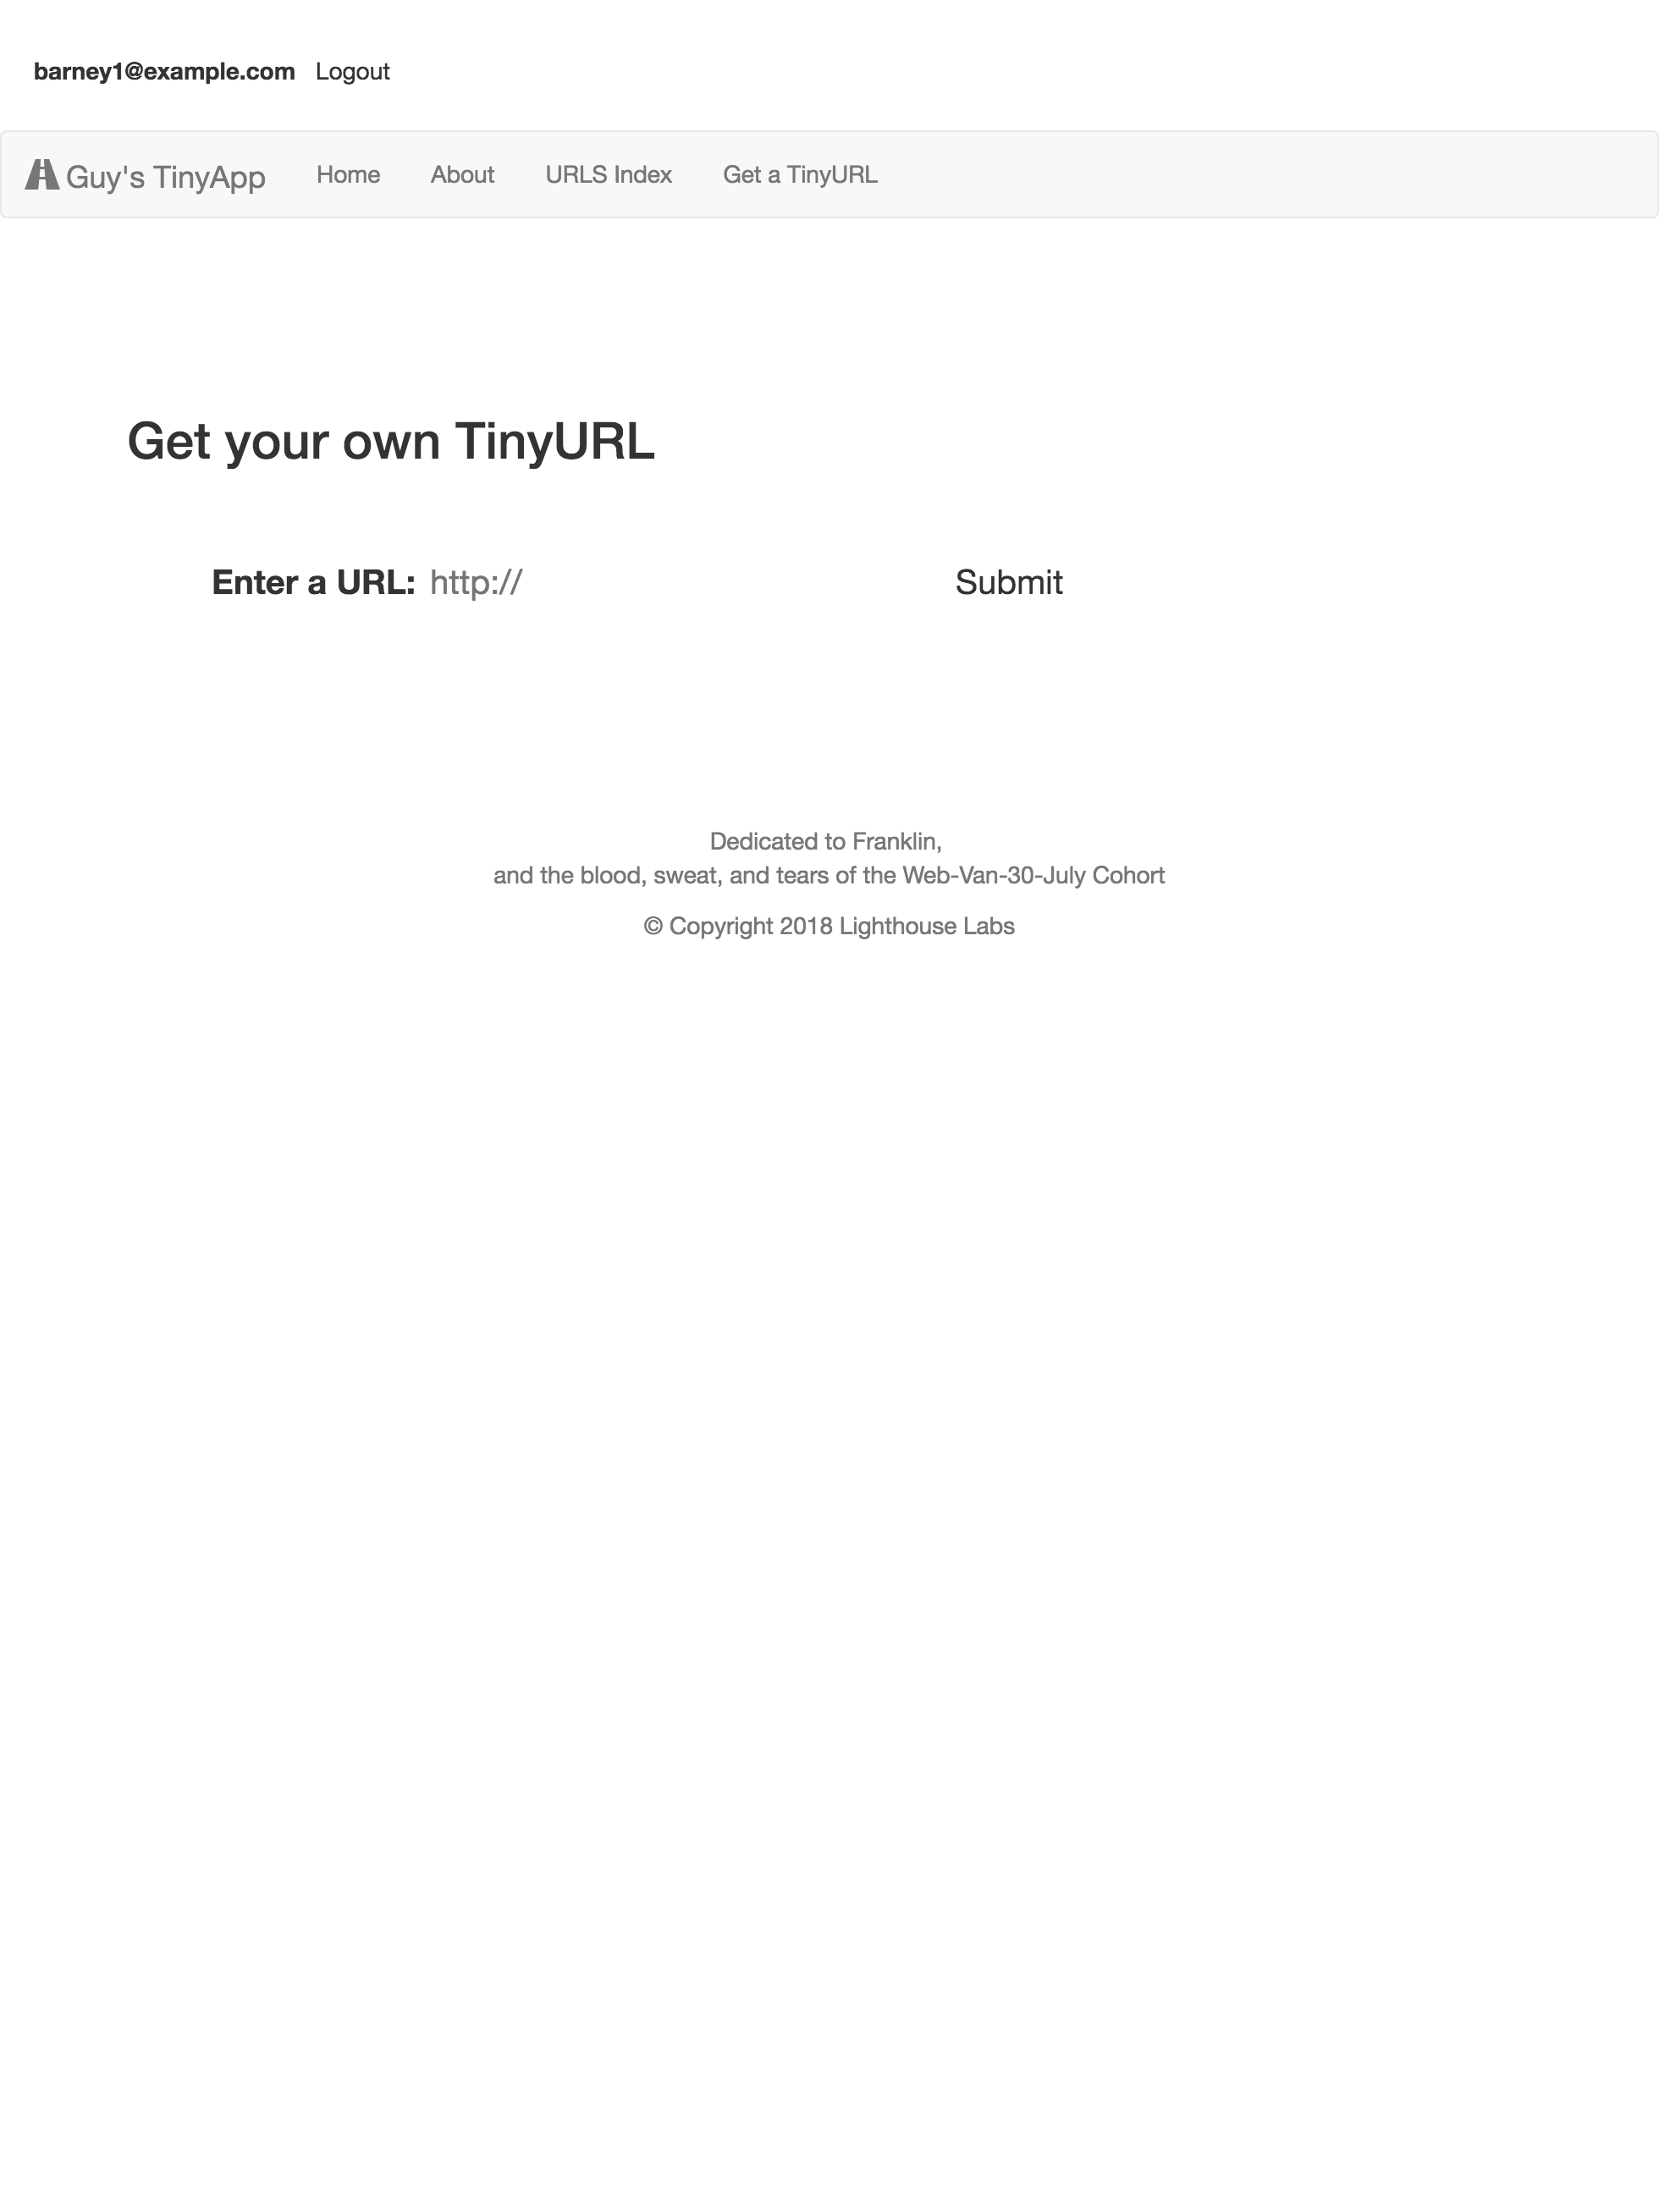 barney1@example.com Logout
Guy's TinyApp Home About URLS Index Get a TinyURL
Get your own TinyURL
Enter a URL: http:// Submit
Dedicated to Franklin,
and the blood, sweat, and tears of the Web-Van-30-July Cohort
© Copyright 2018 Lighthouse Labs